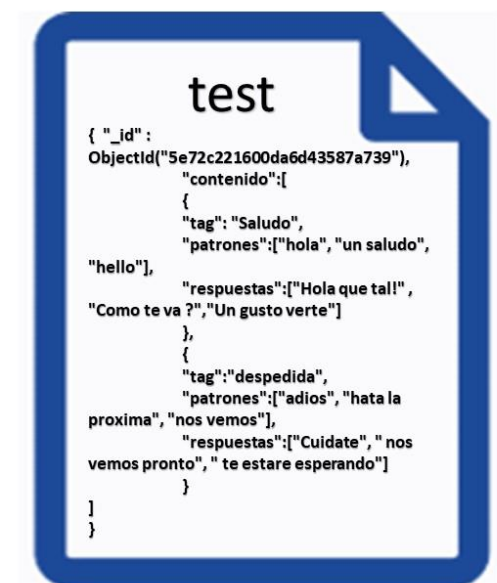 test
{ "_id" :
ObjectId("5e72c221600da6d43587a739"),
"contenido":[
{
"tag": "Saludo",
"patrones":["hola", "un saludo",
"hello"],
"respuestas":["Hola que tal!" ,
"Como te va ?","Un gusto verte"]
},
{
"tag":"despedida",
"patrones":["adios", "hata la
proxima", "nos vemos"],
"respuestas":["Cuidate", " nos
vemos pronto", " te estare esperando"]
}
]
}